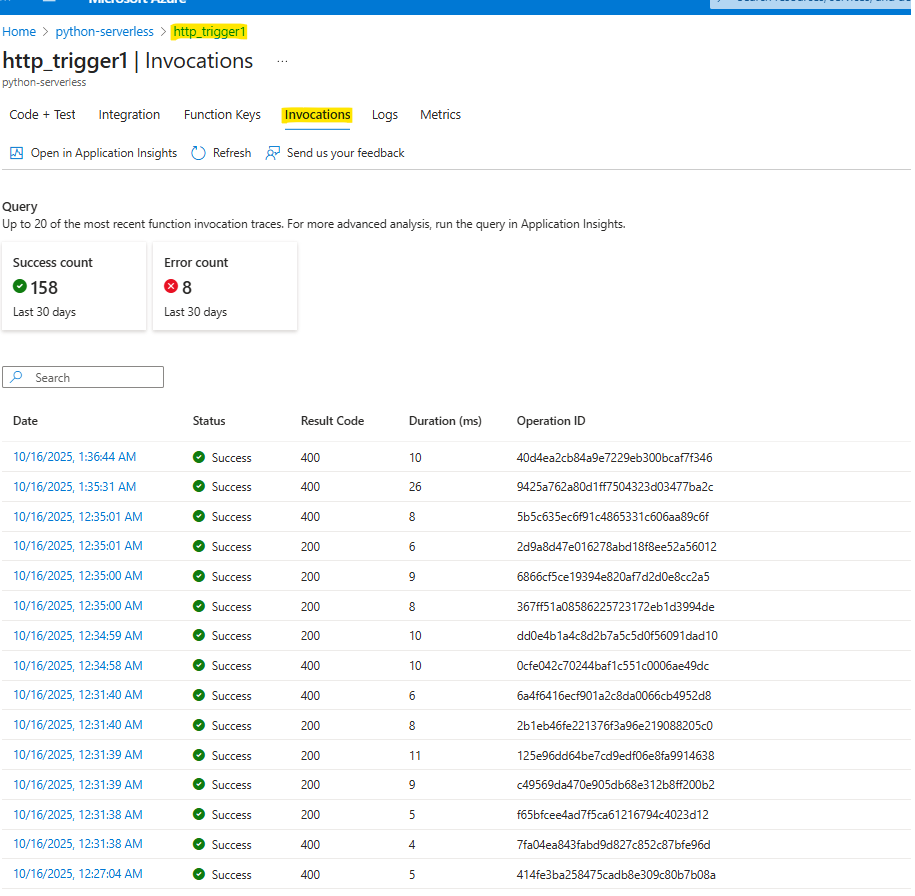 Microsoft Azure
Home > python-serverless > http_trigger1
http_trigger1 | Invocations ...
python-serverless
Code + Test Integration Function Keys Invocations Logs Metrics
Open in Application Insights Refresh Send us your feedback
Query
Up to 20 of the most recent function invocation traces. For more advanced analysis, run the query in Application Insights.
Success count Error count
158 8
Last 30 days Last 30 days
Search
Date Status Result Code Duration (ms) Operation ID
10/16/2025, 1:36:44 AM Success 400 10 40d4ea2cb84a9e7229eb300bcaf7f346
10/16/2025, 1:35:31 AM Success 400 26 9425a762a80d1ff7504323d03477ba2c
10/16/2025, 12:35:01 AM Success 400 8 5b5c635ec6f91c4865331c606aa89c6f
10/16/2025, 12:35:01 AM Success 200 6 2d9a8d47e016278abd18f8ee52a56012
10/16/2025, 12:35:00 AM Success 200 9 6866cf5ce19394e820af7d2d0e8cc2a5
10/16/2025, 12:35:00 AM Success 200 8 367ff51a08586225723172eb1d3994de
10/16/2025, 12:34:59 AM Success 200 10 dd0e4b1a4c8d2b7a5c5d0f56091dad10
10/16/2025, 12:34:58 AM Success 400 10 0cfe042c70244baf1c551c0006ae49dc
10/16/2025, 12:31:40 AM Success 400 6 6a4f6416ecf901a2c8da0066cb4952d8
10/16/2025, 12:31:40 AM Success 200 8 2b1eb46fe221376f3a96e219088205c0
10/16/2025, 12:31:39 AM Success 200 11 125e96dd64be7cd9edf06e8fa9914638
10/16/2025, 12:31:39 AM Success 200 9 c49569da470e905db68e312b8ff200b2
10/16/2025, 12:31:38 AM Success 200 5 f65bfcee4ad7f5ca61216794c4023d12
10/16/2025, 12:31:38 AM Success 400 4 7fa04ea843fabd9d827c852c87bfe96d
10/16/2025, 12:27:04 AM Success 400 5 414fe3ba258475cadb8e309c80b7b08a